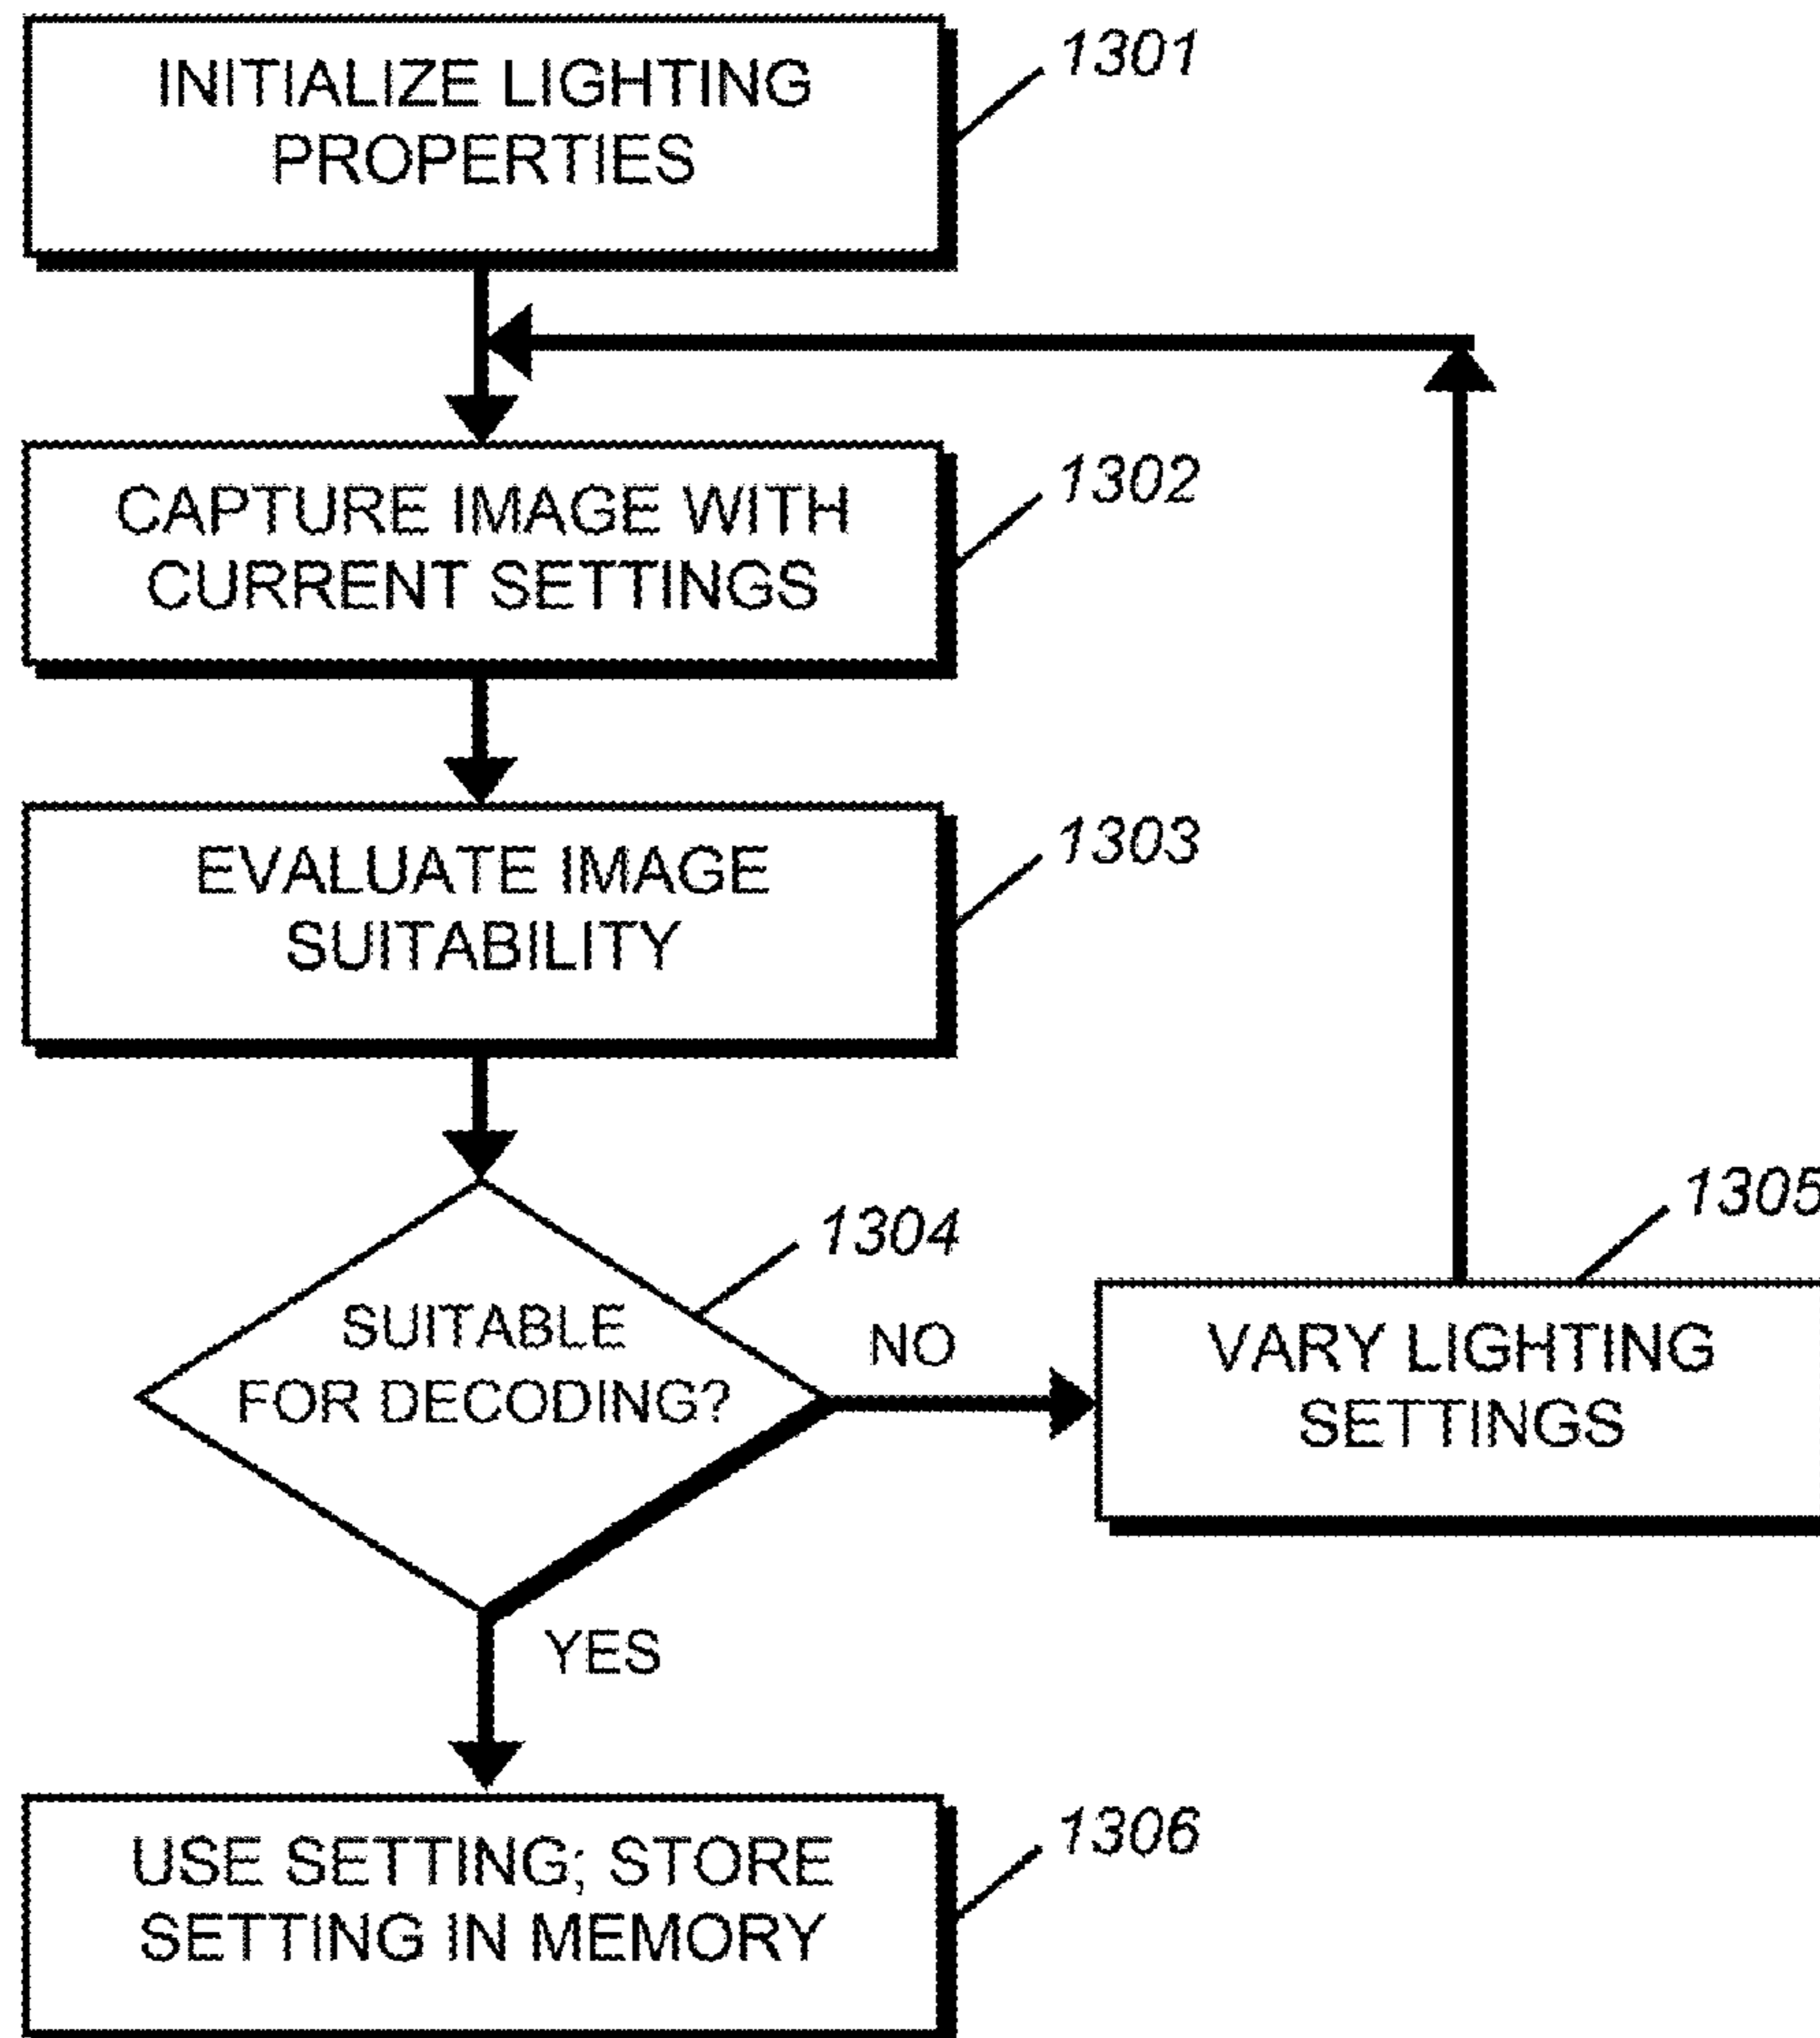 INITIALIZE LIGHTING
PROPERTIES
1301
CAPTURE IMAGE WITH
CURRENT SETTINGS
1302
EVALUATE IMAGE
SUITABILITY
1303
SUITABLE
FOR DECODING?
1304
NO
VARY LIGHTING
SETTINGS
1305
YES
USE SETTING; STORE
SETTING IN MEMORY
1306